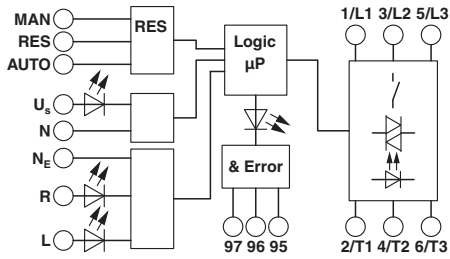 MAN
RES
AUTO
RES
Logic
µP
1/L1 3/L2 5/L3
Us
N
NE
R
L
& Error
97 96 95
2/T1 4/T2 6/T3